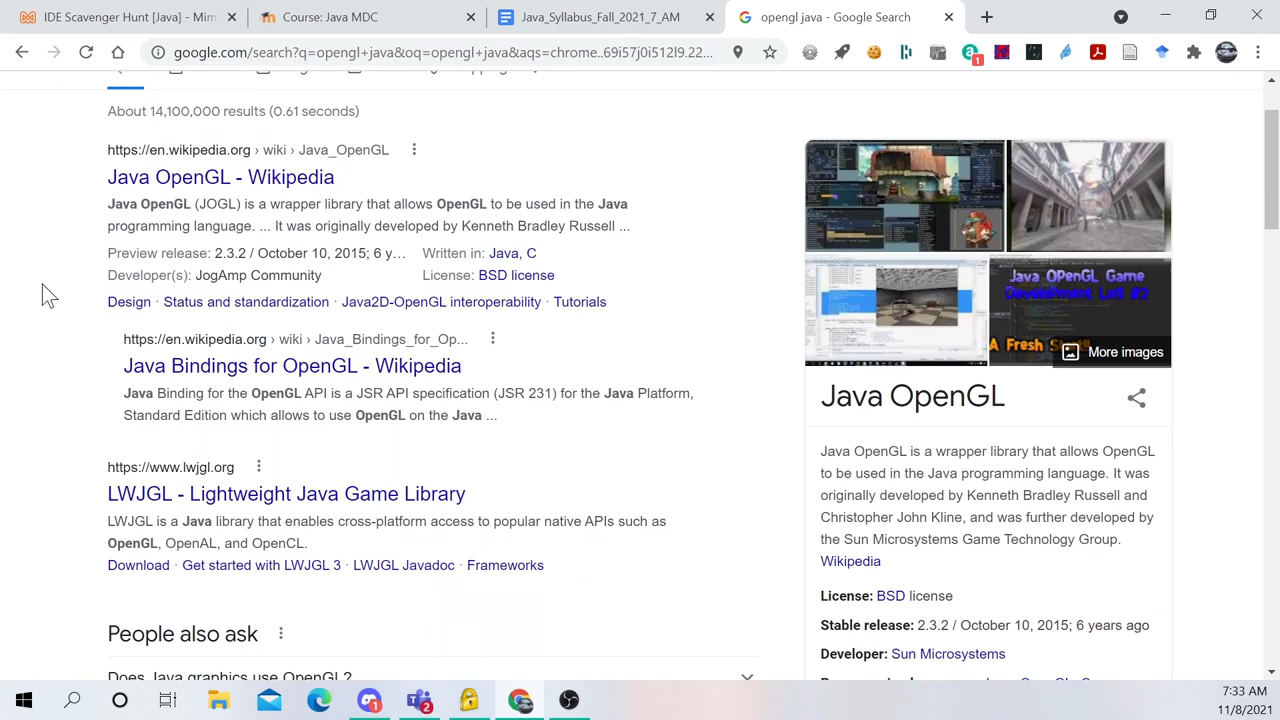 IDE Scavenger Hunt [Java] - Mim
Course: Java MDC
Java_Syllabus_Fall_2021_7_AM
opengl java - Google Search
google.com/search?q=opengl+java&oq=opengl+java&aqs=chrome..69i57j0i512l9.22
1
About 14,100,000 results (0.61 seconds)
https://en.wikipedia.org › wiki › Java_OpenGL
Java OpenGL - Wikipedia
(JOGL) is a wrapper library that allows OpenGL to be used in the Java
programming language. ... It was originally developed by Kenneth Bradley Russell
Preview release: 2.3.2 / October 10, 2015; 6 y... Written in: Java, C
JogAmp License: BSD
Design · Status and standardization · Java2D-OpenGL interoperability · Tutorials
wikipedia.org
Java Bindings for OpenGL - Wikipedia
Java Binding for the OpenGL API is a JSR API specification (JSR 231) for the Java Platform,
Standard Edition which allows to use OpenGL on the Java ...
https://www.lwjgl.org
LWJGL - Lightweight Java Game Library
LWJGL is a Java library that enables cross-platform access to popular native APIs such as
OpenGL, OpenAL, and OpenCL.
Download · Get started with LWJGL 3 · LWJGL Javadoc · Frameworks
People also ask
Does Java graphics use OpenGL?
Java OpenGL Game
Development
A Fresh
More images
Java OpenGL
Java OpenGL is a wrapper library that allows OpenGL
to be used in the Java programming language. It was
originally developed by Kenneth Bradley Russell and
Christopher John Kline, and was further developed by
the Sun Microsystems Game Technology Group.
Wikipedia
License: BSD license
Stable release: 2.3.2 / October 10, 2015; 6 years ago
Developer: Sun Microsystems
1
2
7:33 AM
11/8/2021